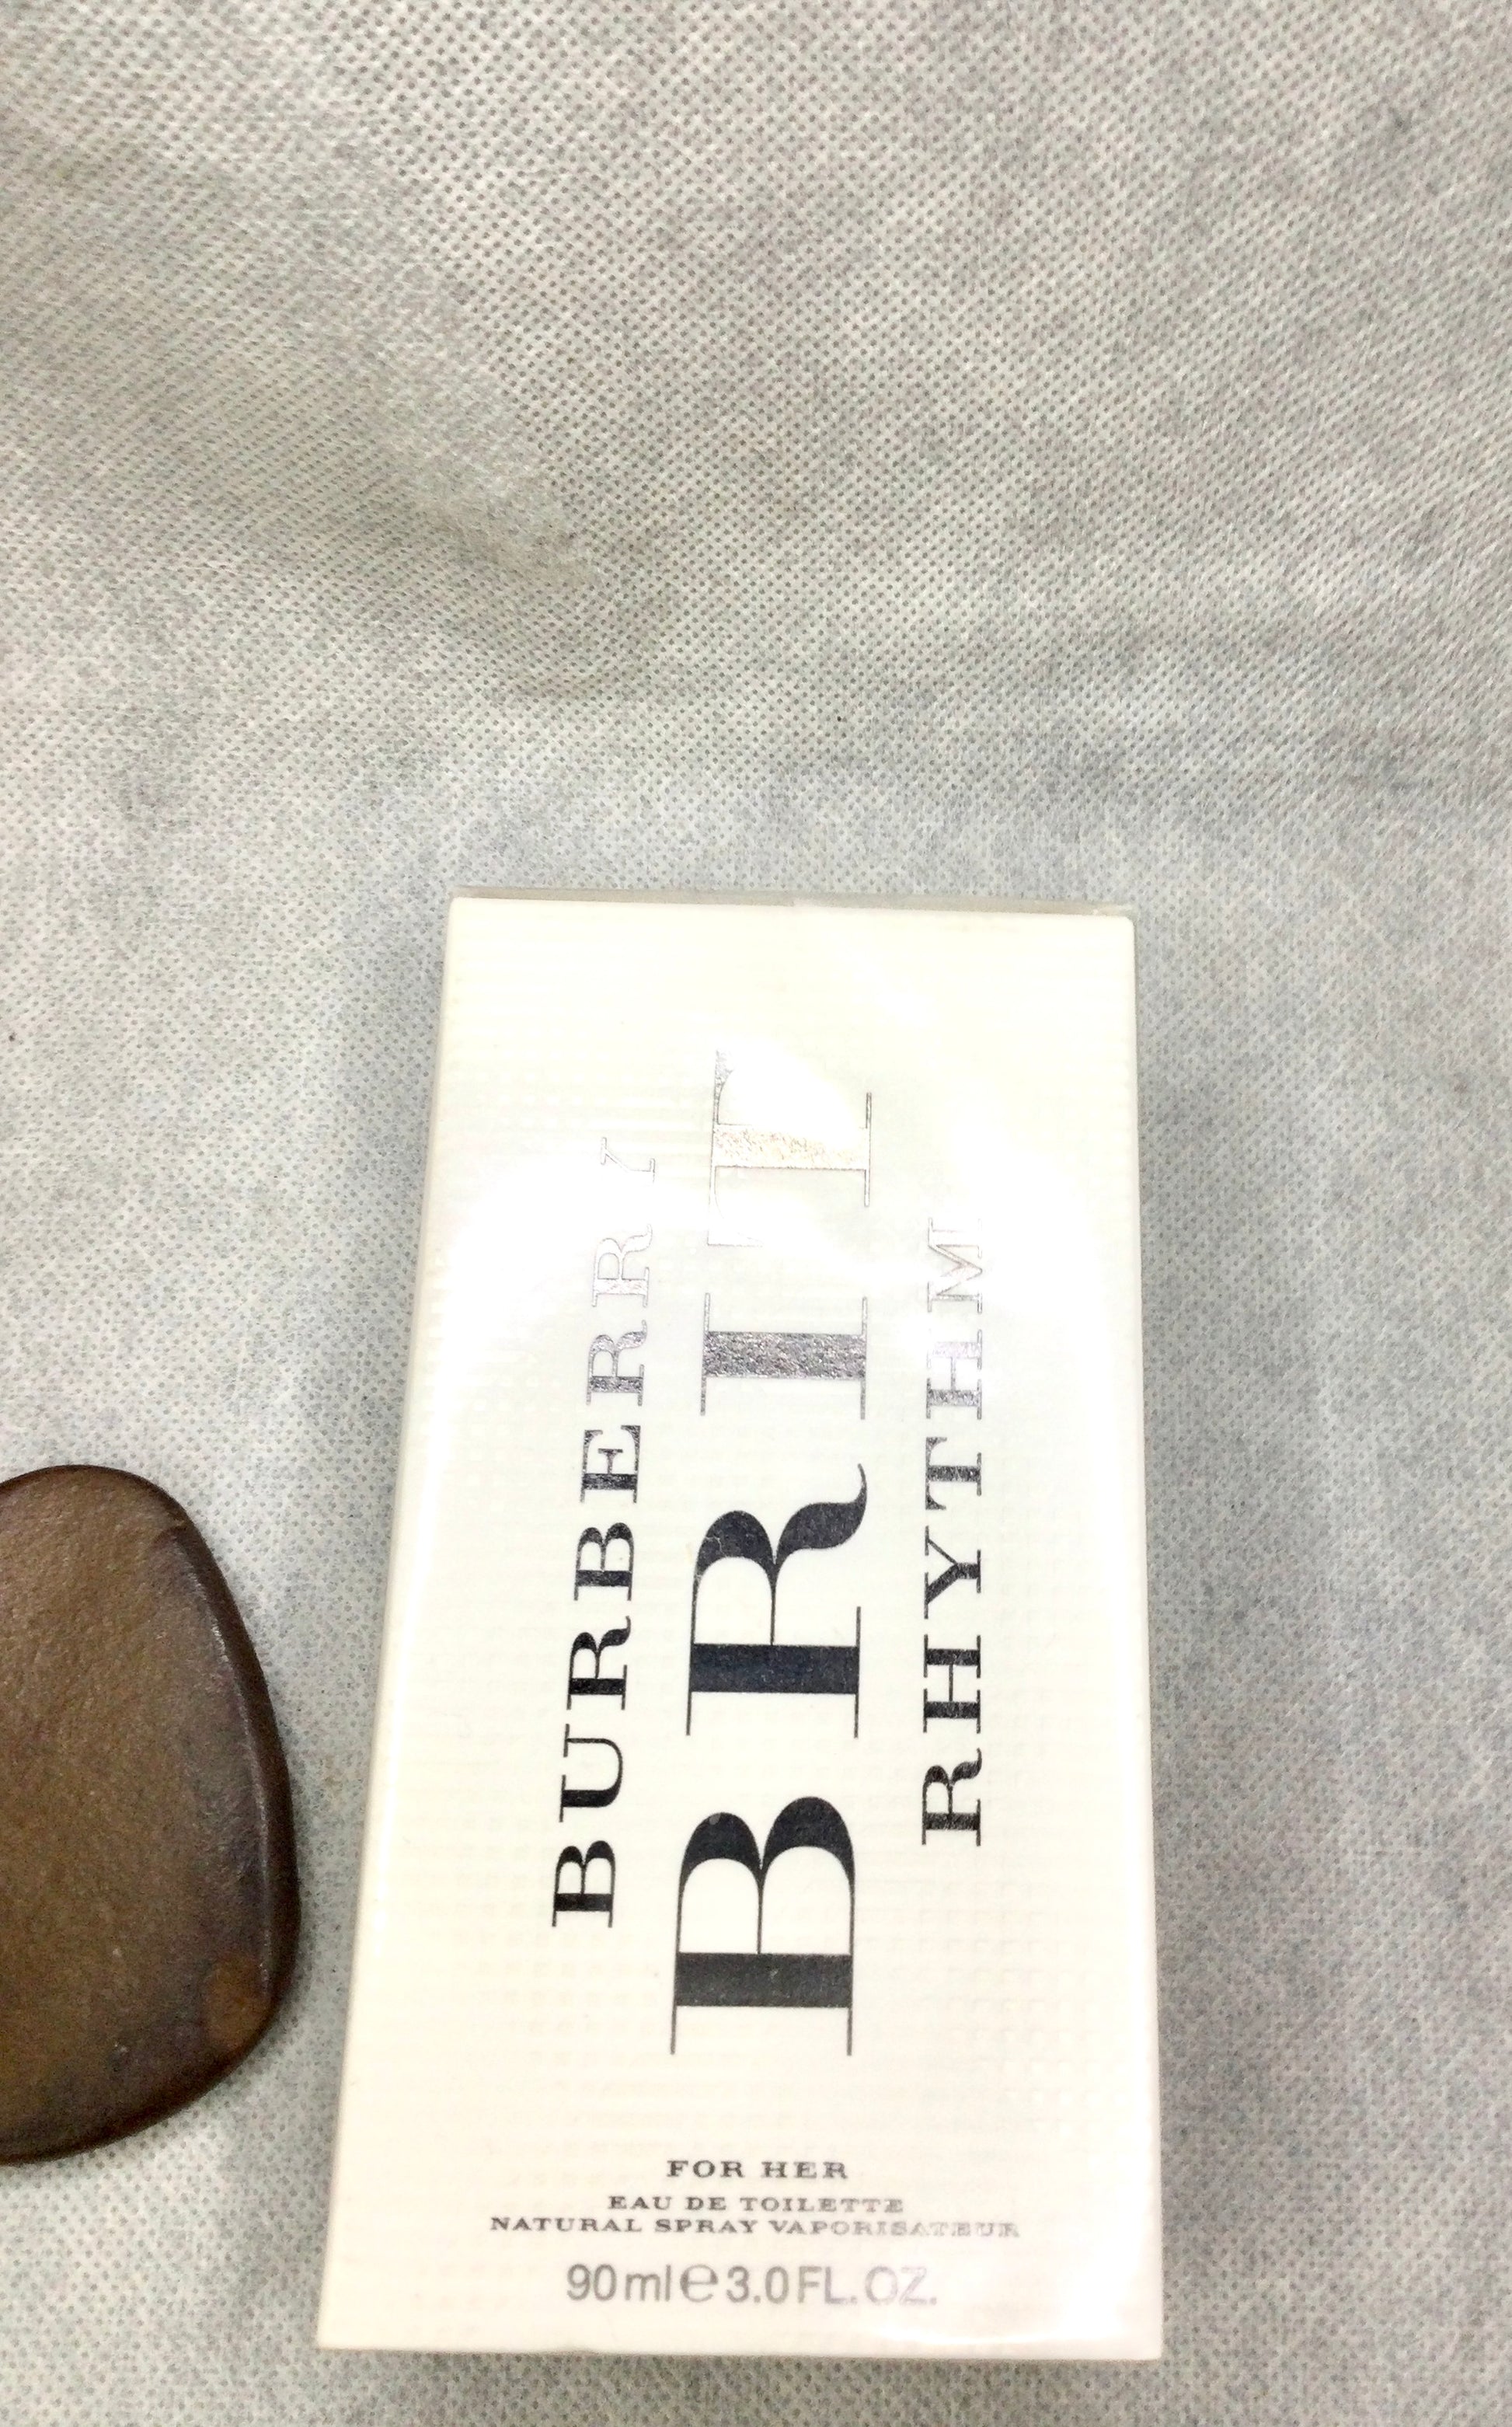 BURBERRY
BRIT
RHYTHM
FOR HER
EAU DE TOILETTE
NATURAL SPRAY VAPORISATEUR
90ml℮3.0FL.OZ.